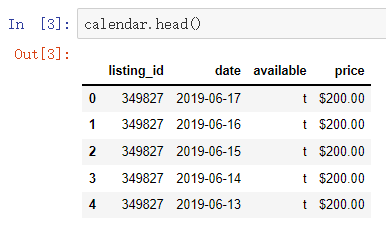 In [3]: calendar.head()
Out[3]:
listing_id date available price
0 349827 2019-06-17 t $200.00
1 349827 2019-06-16 t $200.00
2 349827 2019-06-15 t $200.00
3 349827 2019-06-14 t $200.00
4 349827 2019-06-13 t $200.00